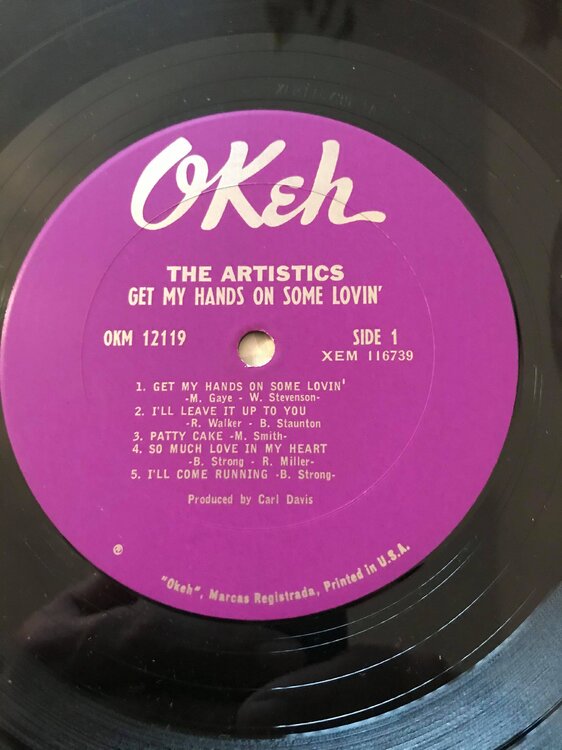 OKeh
THE ARTISTICS
GET MY HANDS ON SOME LOVIN'
OKM 12119
SIDE 1
XEM 116739
1. GET MY HANDS ON SOME LOVIN'
-M. Gaye - W. Stevenson-
2. I'LL LEAVE IT UP TO YOU
-R. Walker - B. Staunton
3. PATTY CAKE -M. Smith-
4. SO MUCH LOVE IN MY HEART
-B. Strong - R. Miller-
5. I'LL COME RUNNING -B. Strong-
Produced by Carl Davis
℗
"Okeh", Marcas Registrada, Printed in U.S.A.